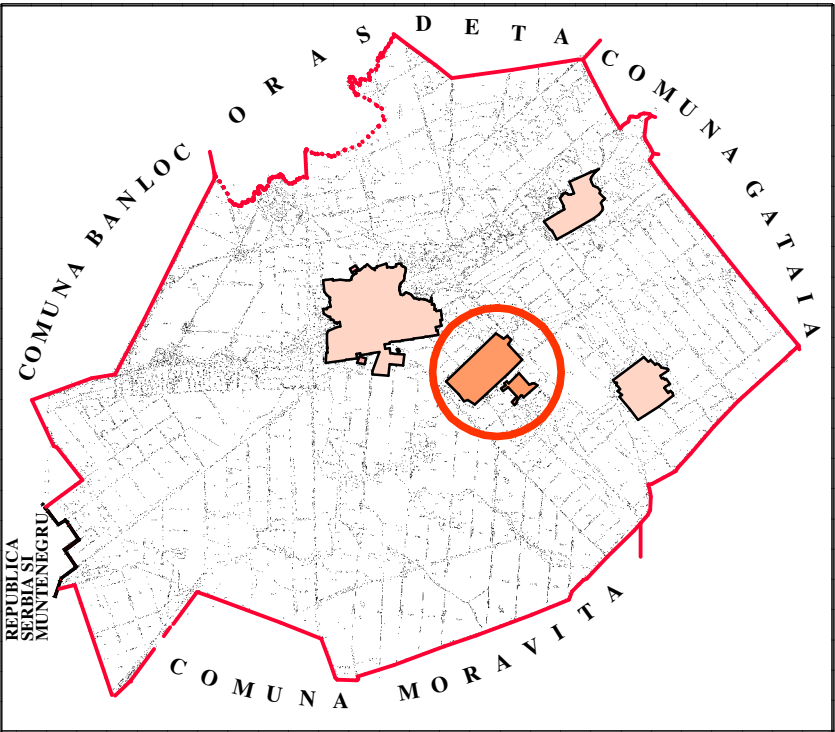 ORAS DETA
COMUNA GATAIA
COMUNA BANLOC
REPUBLICA
SERBIA SI
MUNTENEGRU
COMUNA MORAVITA